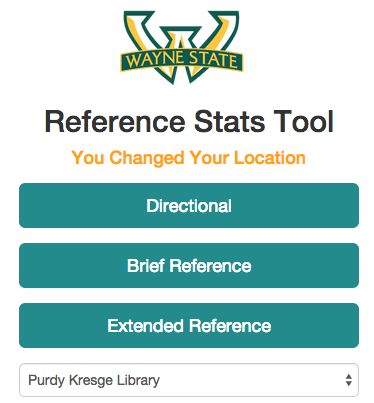 WAYNE STATE
Reference Stats Tool
You Changed Your Location
Directional
Brief Reference
Extended Reference
Purdy Kresge Library